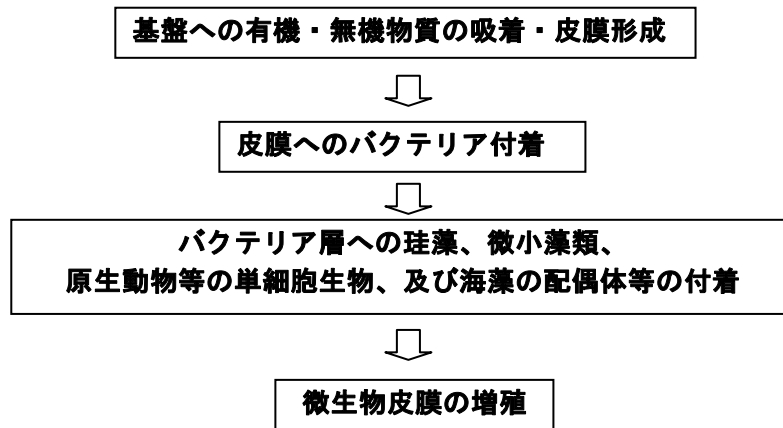 基盤への有機・無機物質の吸着・皮膜形成
皮膜へのバクテリア付着
バクテリア層への珪藻、微小藻類、
原生動物等の単細胞生物、及び海藻の配偶体等の付着
微生物皮膜の増殖